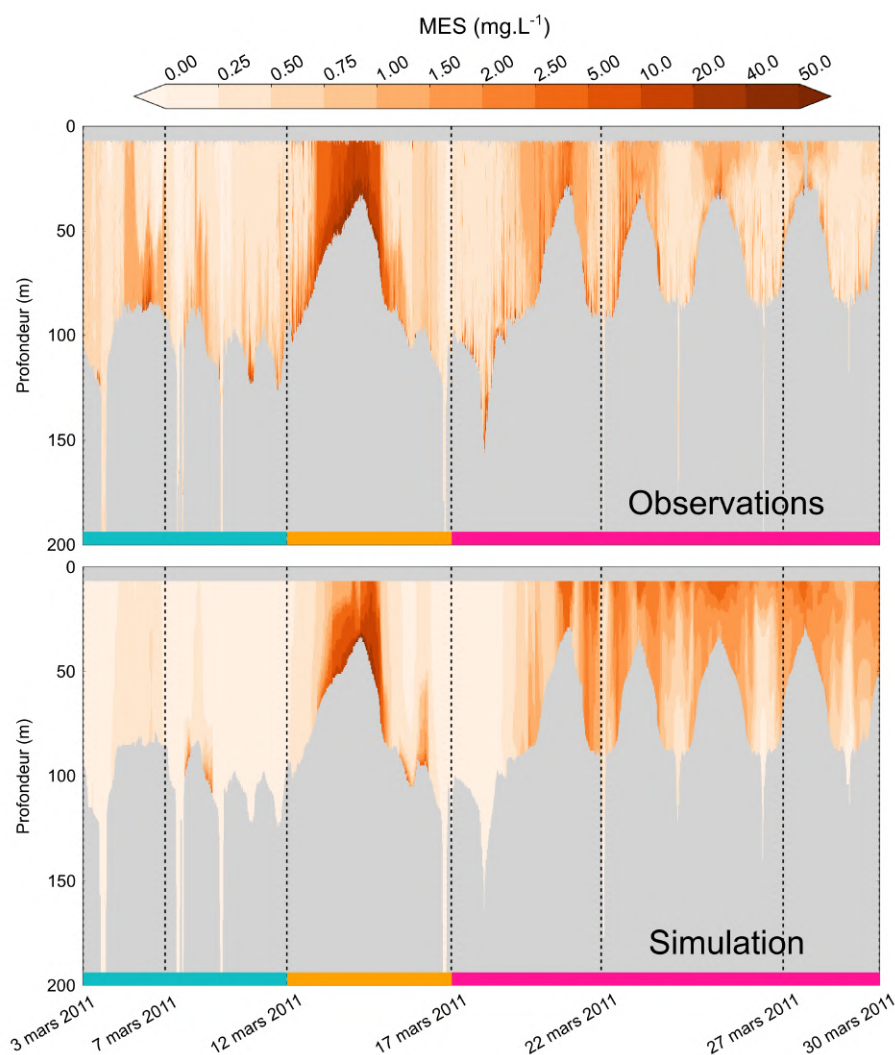 MES (mg.L⁻¹)
0.00 0.25 0.50 0.75 1.00 1.50 2.00 2.50 5.00 10.0 20.0 40.0 50.0
0
50
100
150
200
Profondeur (m)
Observations
0
50
100
150
200
Profondeur (m)
Simulation
3 mars 2011 7 mars 2011 12 mars 2011 17 mars 2011 22 mars 2011 27 mars 2011 30 mars 2011